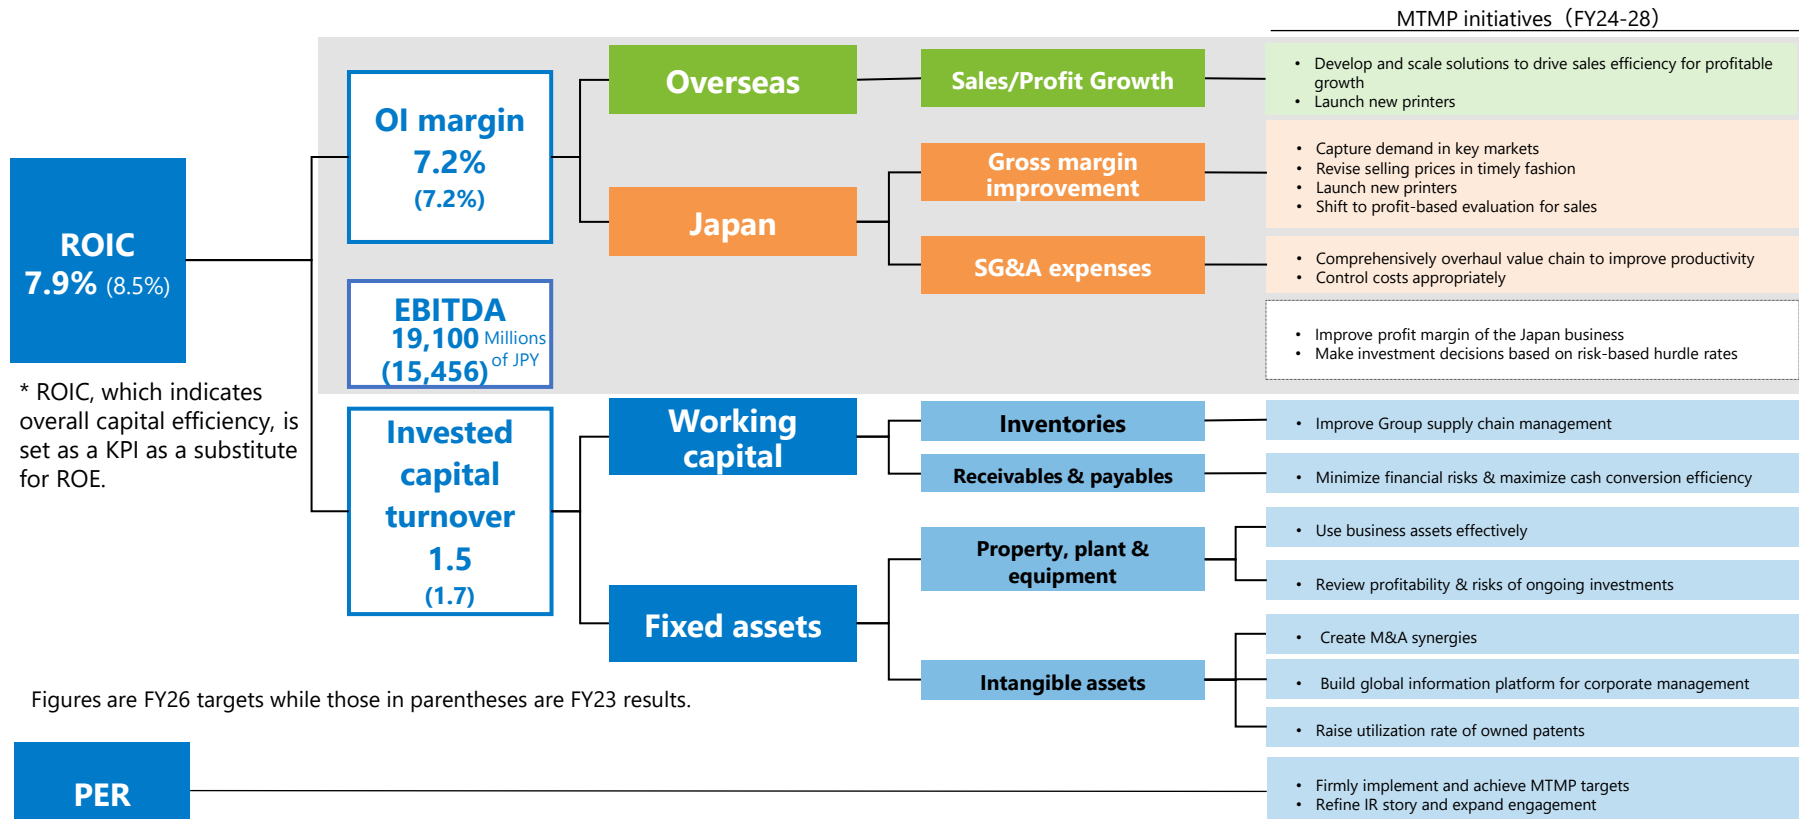 MTMP initiatives（FY24-28）
ROIC
7.9% (8.5%)
* ROIC, which indicates
overall capital efficiency, is
set as a KPI as a substitute
for ROE.
OI margin
7.2%
(7.2%)
EBITDA
19,100 Millions
(15,456) of JPY
Invested
capital
turnover
1.5
(1.7)
Overseas
Japan
Working
capital
Fixed assets
Sales/Profit Growth
Gross margin
improvement
SG&A expenses
Inventories
Receivables & payables
Property, plant &
equipment
Intangible assets
• Develop and scale solutions to drive sales efficiency for profitable
growth
• Launch new printers
• Capture demand in key markets
• Revise selling prices in timely fashion
• Launch new printers
• Shift to profit-based evaluation for sales
• Comprehensively overhaul value chain to improve productivity
• Control costs appropriately
• Improve profit margin of the Japan business
• Make investment decisions based on risk-based hurdle rates
• Improve Group supply chain management
• Minimize financial risks & maximize cash conversion efficiency
• Use business assets effectively
• Review profitability & risks of ongoing investments
• Create M&A synergies
• Build global information platform for corporate management
• Raise utilization rate of owned patents
Figures are FY26 targets while those in parentheses are FY23 results.
PER
• Firmly implement and achieve MTMP targets
• Refine IR story and expand engagement